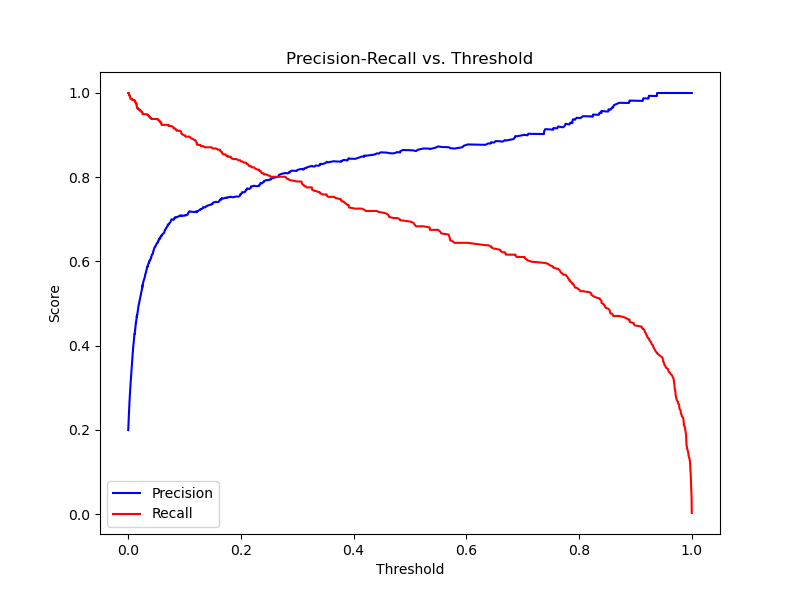 Precision-Recall vs. Threshold
1.0
0.8
0.6
0.4
0.2
0.0
Score
Precision
Recall
0.0 0.2 0.4 0.6 0.8 1.0
Threshold